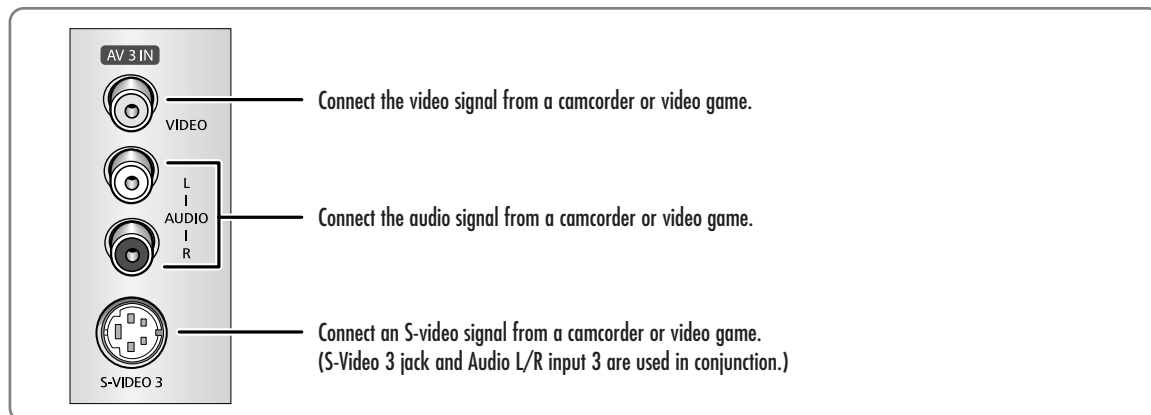 AV 3 IN
VIDEO
Connect the video signal from a camcorder or video game.
L
AUDIO
R
Connect the audio signal from a camcorder or video game.
S-VIDEO 3
Connect an S-video signal from a camcorder or video game.
(S-Video 3 jack and Audio L/R input 3 are used in conjunction.)